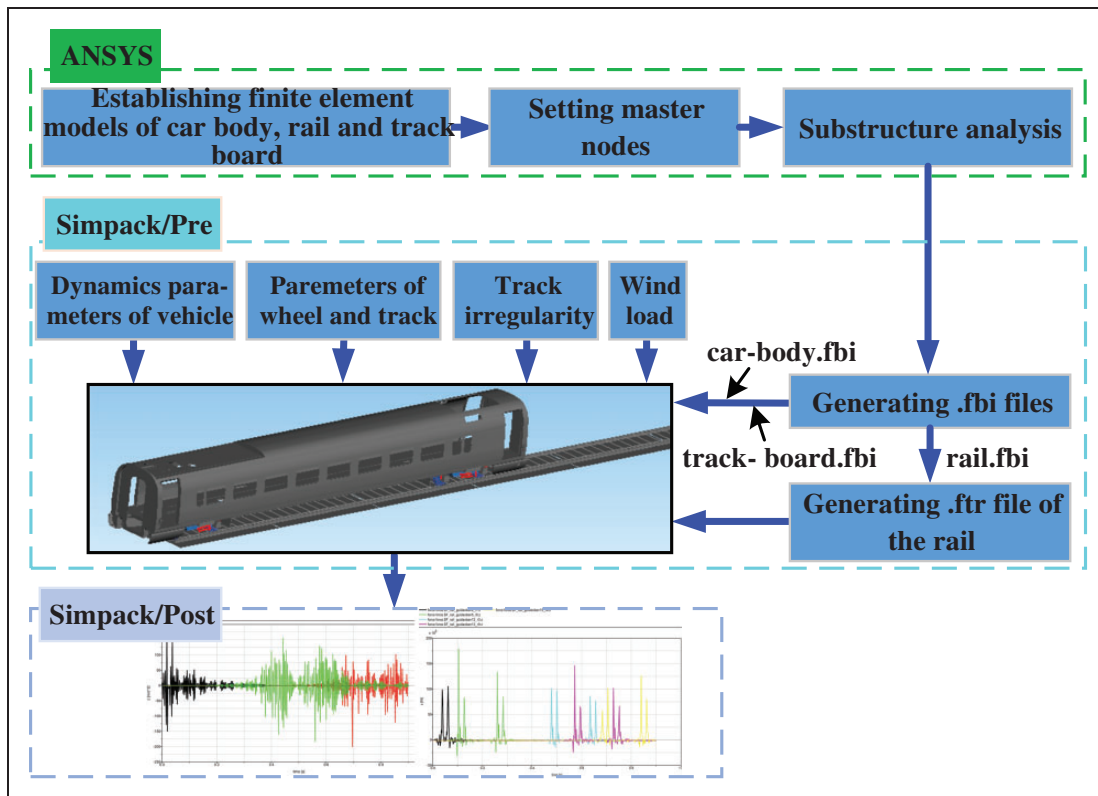 ANSYS
Establishing finite element
models of car body, rail and track
board
Setting master
nodes
Substructure analysis
Simpack/Pre
Dynamics para-
meters of vehicle
Paremeters of
wheel and track
Track
irregularity
Wind
load
car-body.fbi
Generating .fbi files
track- board.fbi
rail.fbi
Generating .ftr file of
the rail
Simpack/Post